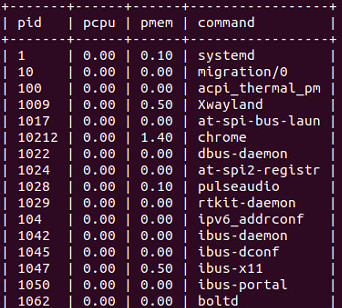 +-------+------+------+-----------------+
| pid   | pcpu | pmem | command         |
+-------+------+------+-----------------+
| 1     | 0.00 | 0.10 | systemd         |
| 10    | 0.00 | 0.00 | migration/0     |
| 100   | 0.00 | 0.00 | acpi_thermal_pm |
| 1009  | 0.00 | 0.50 | Xwayland        |
| 1017  | 0.00 | 0.00 | at-spi-bus-laun |
| 10212 | 0.00 | 1.40 | chrome          |
| 1022  | 0.00 | 0.00 | dbus-daemon     |
| 1024  | 0.00 | 0.00 | at-spi2-registr |
| 1028  | 0.00 | 0.10 | pulseaudio      |
| 1029  | 0.00 | 0.00 | rtkit-daemon    |
| 104   | 0.00 | 0.00 | ipv6_addrconf   |
| 1042  | 0.00 | 0.00 | ibus-daemon     |
| 1045  | 0.00 | 0.00 | ibus-dconf      |
| 1047  | 0.00 | 0.50 | ibus-x11        |
| 1050  | 0.00 | 0.00 | ibus-portal     |
| 1062  | 0.00 | 0.00 | boltd           |